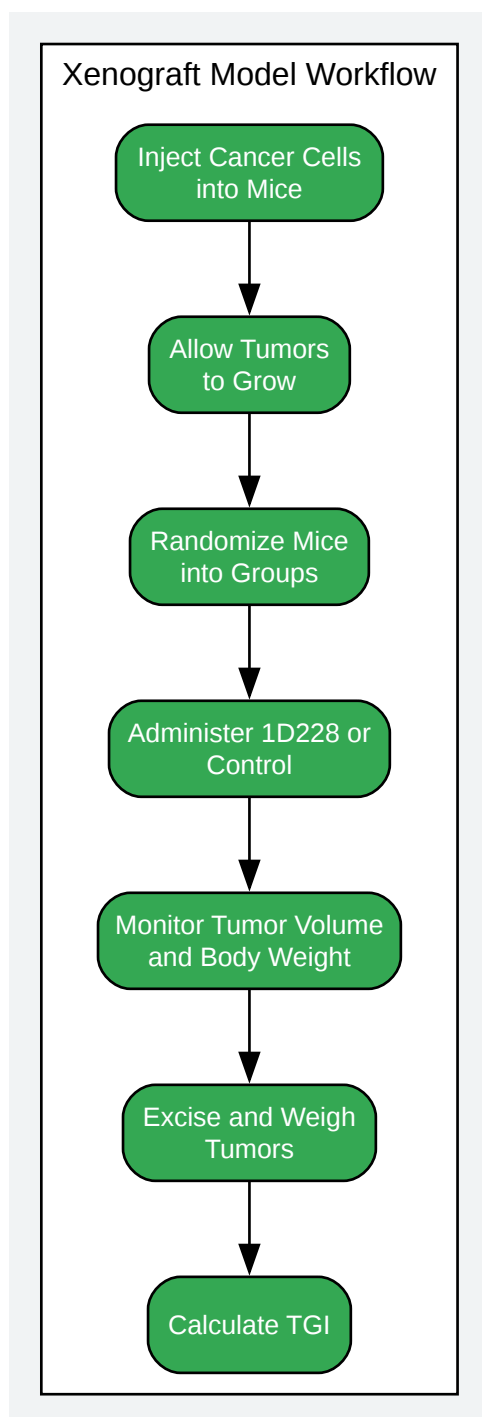 Xenograft Model Workflow
Inject Cancer Cells
into Mice
Allow Tumors
to Grow
Randomize Mice
into Groups
Administer 1D228 or
Control
Monitor Tumor Volume
and Body Weight
Excise and Weigh
Tumors
Calculate TGI